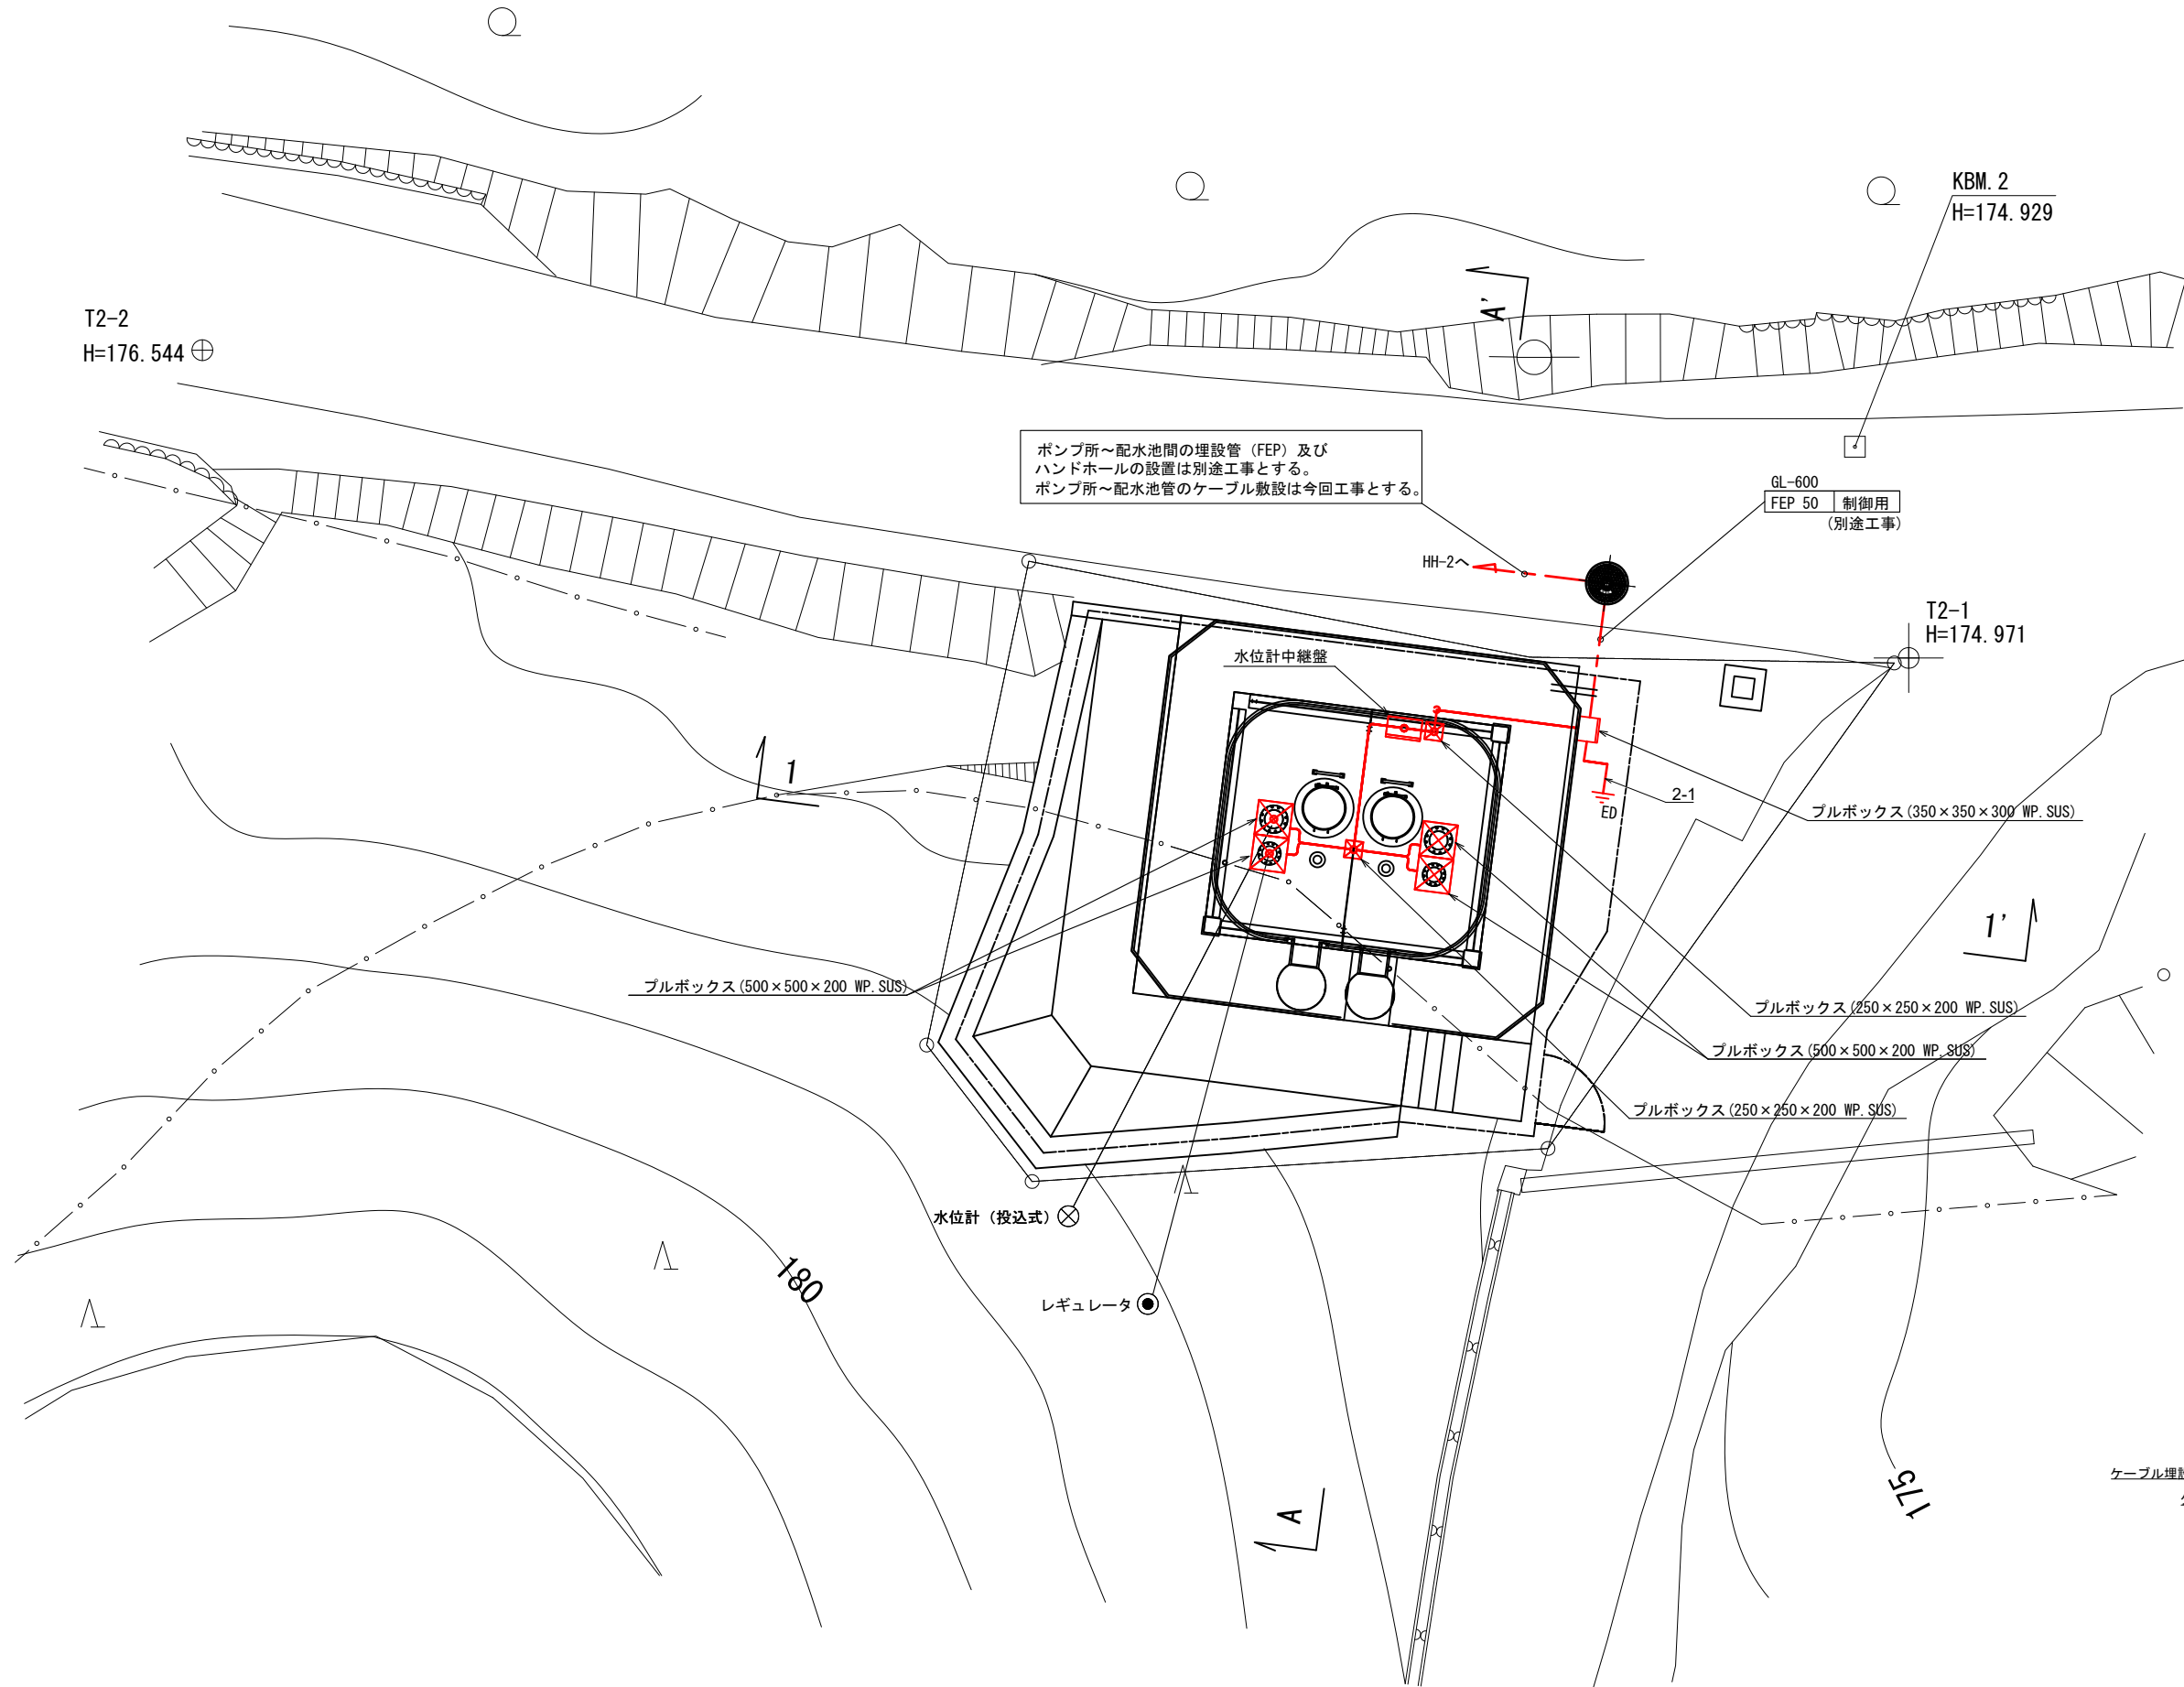 KBM.2
H=174.929
A'
T2-2
H=176.544
ポンプ所～配水池間の埋設管（FEP）及び
ハンドホールの設置は別途工事とする。
ポンプ所～配水池管のケーブル敷設は今回工事とする。
GL-600
FEP 50 制御用
(別途工事)
HH-2へ
T2-1
H=174.971
水位計中継盤
1
2-1
ED
プルボックス(350×350×300 WP.SUS)
1'
プルボックス(500×500×200 WP.SUS)
プルボックス(250×250×200 WP.SUS)
プルボックス(500×500×200 WP.SUS)
プルボックス(250×250×200 WP.SUS)
水位計（投込式）
180
レギュレータ
175
A
ケーブル埋